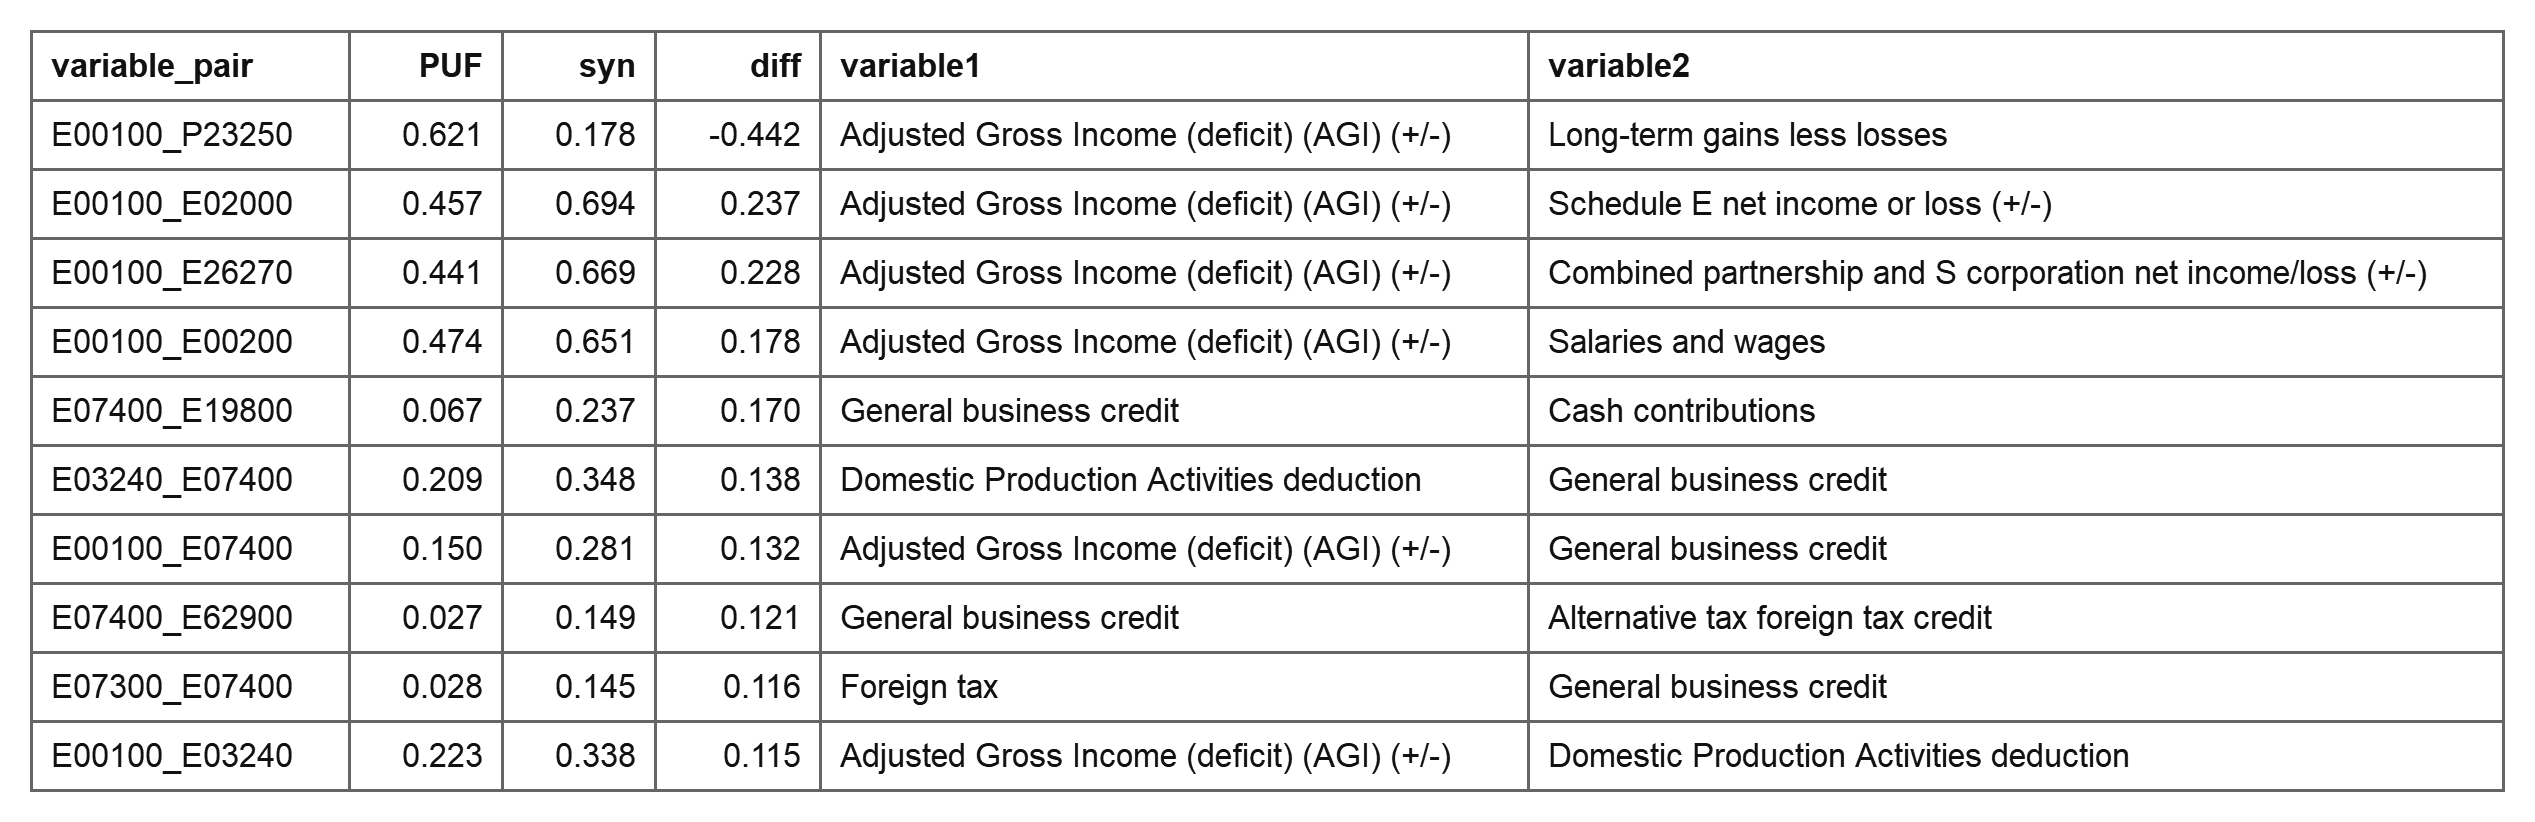 variable_pair PUF syn diff variable1 variable2
E00100_P23250 0.621 0.178 -0.442 Adjusted Gross Income (deficit) (AGI) (+/-) Long-term gains less losses
E00100_E02000 0.457 0.694 0.237 Adjusted Gross Income (deficit) (AGI) (+/-) Schedule E net income or loss (+/-)
E00100_E26270 0.441 0.669 0.228 Adjusted Gross Income (deficit) (AGI) (+/-) Combined partnership and S corporation net income/loss (+/-)
E00100_E00200 0.474 0.651 0.178 Adjusted Gross Income (deficit) (AGI) (+/-) Salaries and wages
E07400_E19800 0.067 0.237 0.170 General business credit Cash contributions
E03240_E07400 0.209 0.348 0.138 Domestic Production Activities deduction General business credit
E00100_E07400 0.150 0.281 0.132 Adjusted Gross Income (deficit) (AGI) (+/-) General business credit
E07400_E62900 0.027 0.149 0.121 General business credit Alternative tax foreign tax credit
E07300_E07400 0.028 0.145 0.116 Foreign tax General business credit
E00100_E03240 0.223 0.338 0.115 Adjusted Gross Income (deficit) (AGI) (+/-) Domestic Production Activities deduction